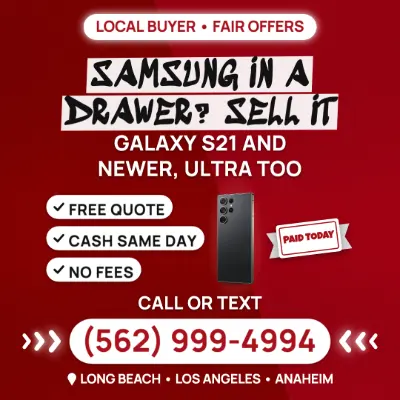 LOCAL BUYER • FAIR OFFERS
SAMSUNG IN A
DRAWER? SELL IT
GALAXY S21 AND
NEWER, ULTRA TOO
FREE QUOTE
CASH SAME DAY
NO FEES
PAID TODAY
CALL OR TEXT
(562) 999-4994
LONG BEACH • LOS ANGELES • ANAHEIM